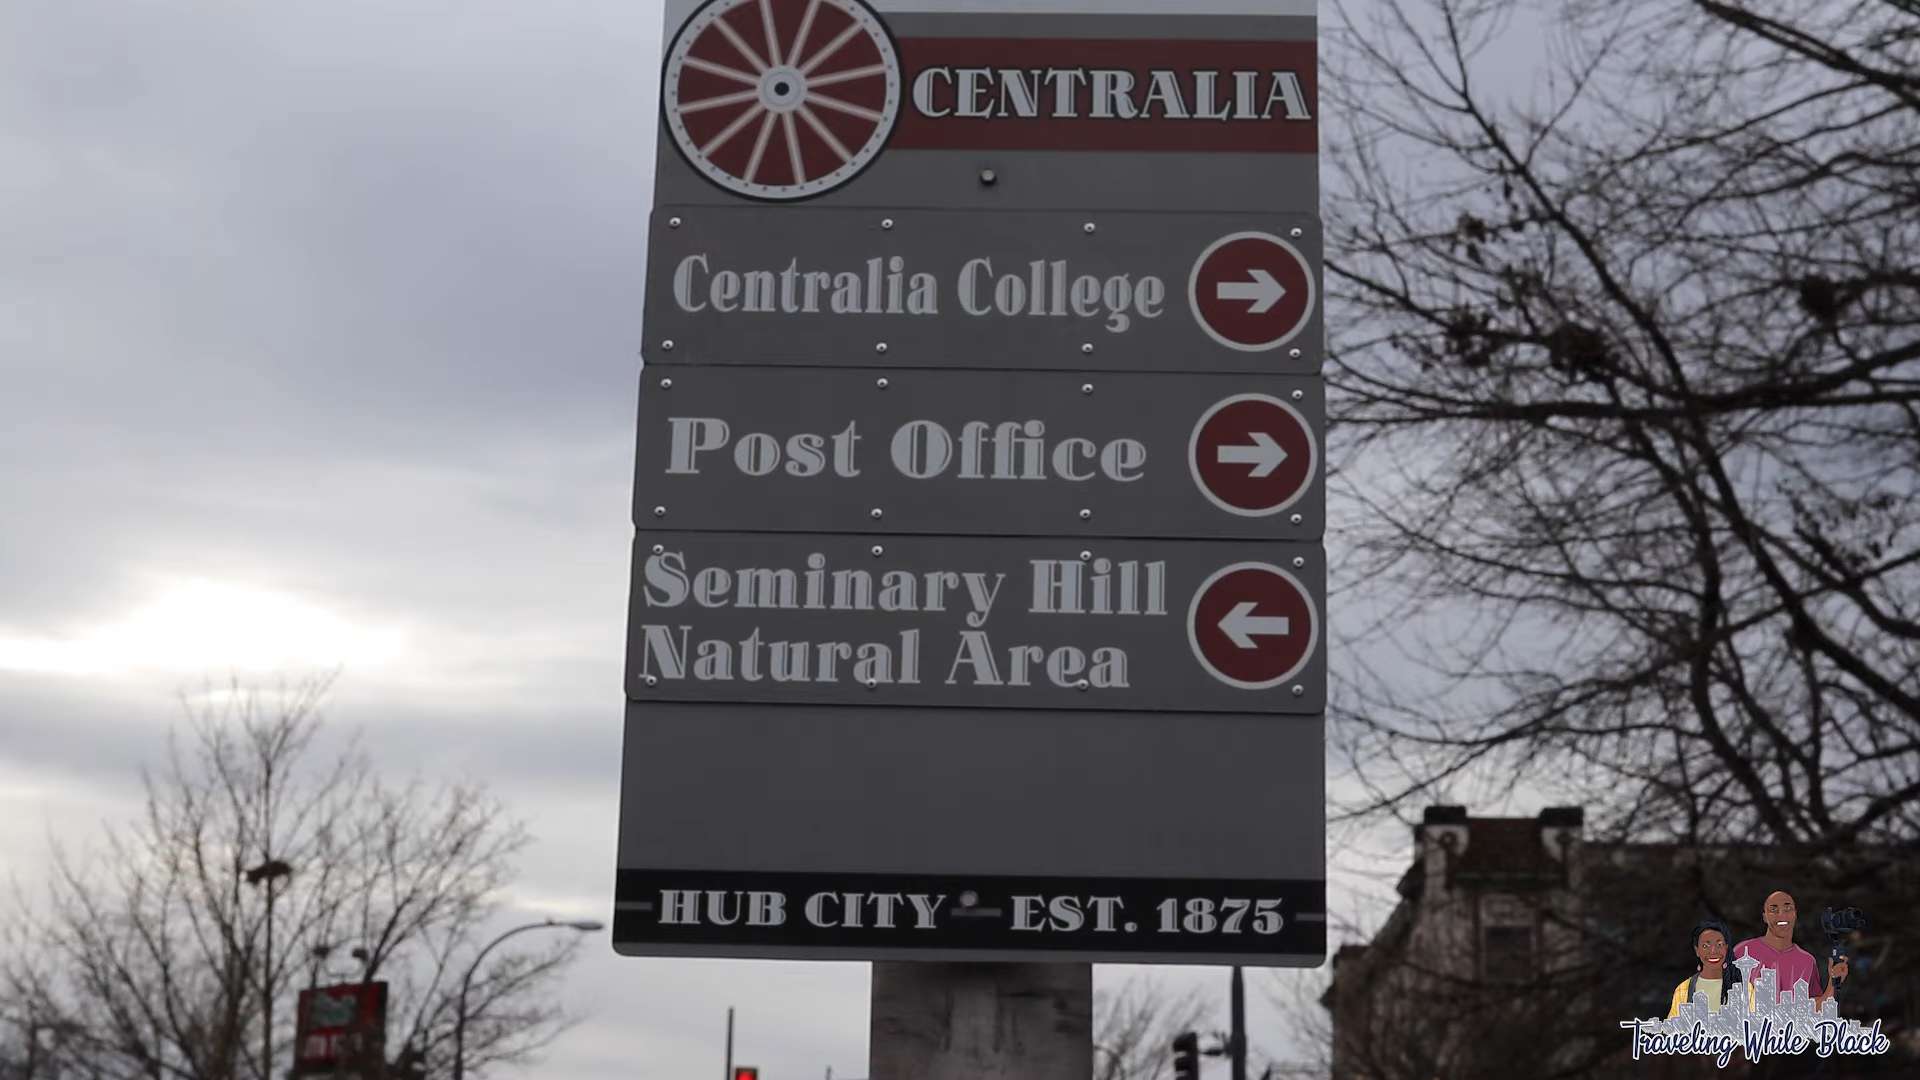 CENTRALIA
Centralia College
Post Office
Seminary Hill
Natural Area
HUB CITY - EST. 1875
Traveling While Black